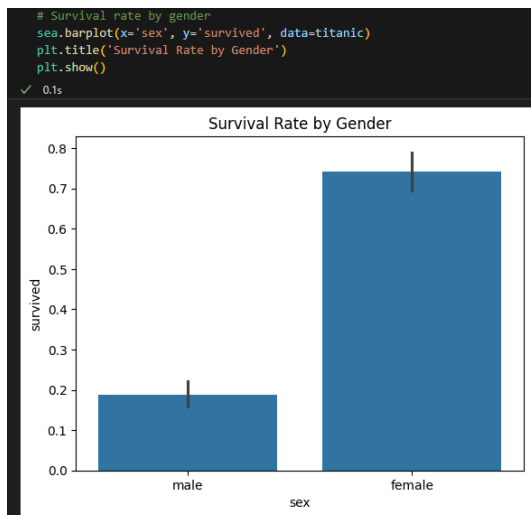 # Survival rate by gender
sea.barplot(x='sex', y='survived', data=titanic)
plt.title('Survival Rate by Gender')
plt.show()
✓ 0.1s
Survival Rate by Gender
0.8
0.7
0.6
0.5
0.4
0.3
0.2
0.1
0.0
survived
male female
sex